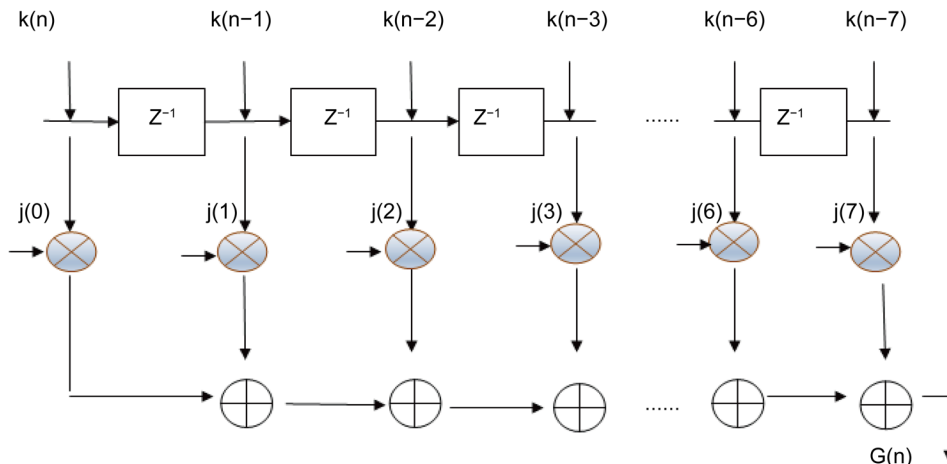 k(n) k(n−1) k(n−2) k(n−3) k(n−6) k(n−7)
Z⁻¹ Z⁻¹ Z⁻¹ ...... Z⁻¹
j(0) j(1) j(2) j(3) j(6) j(7)
......
G(n)